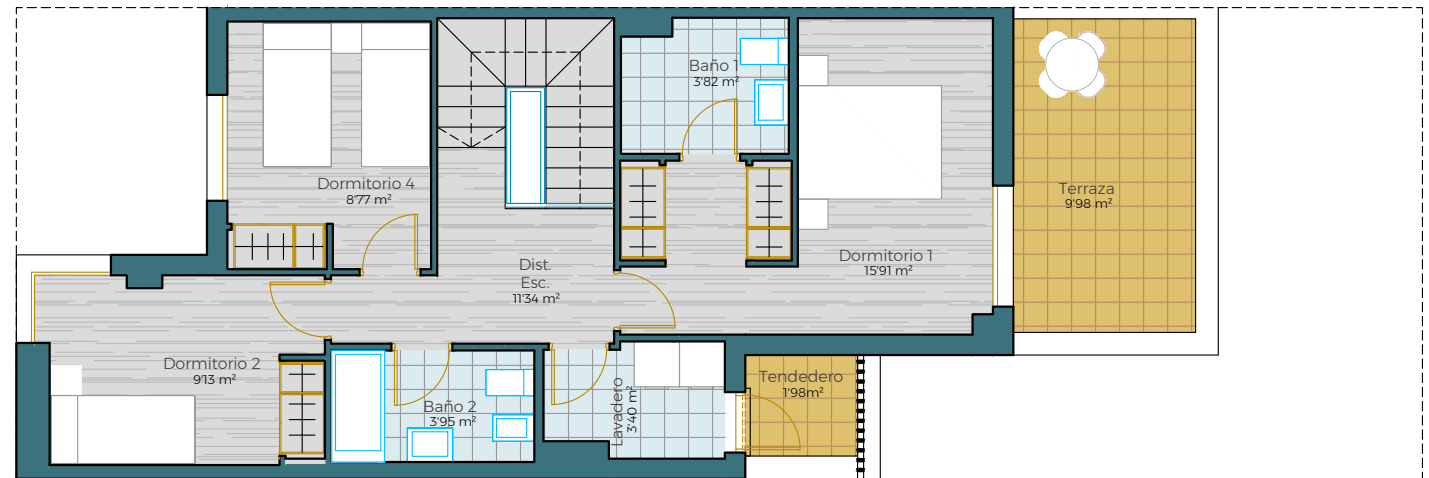 Baño 1
3'82 m²
Dormitorio 4
8'77 m²
Terraza
9'98 m²
Dormitorio 1
15'91 m²
Dist.
Esc.
11'34 m²
Dormitorio 2
9'13 m²
Tendedero
1'98m²
Baño 2
3'95 m²
Lavadero
3'40 m²